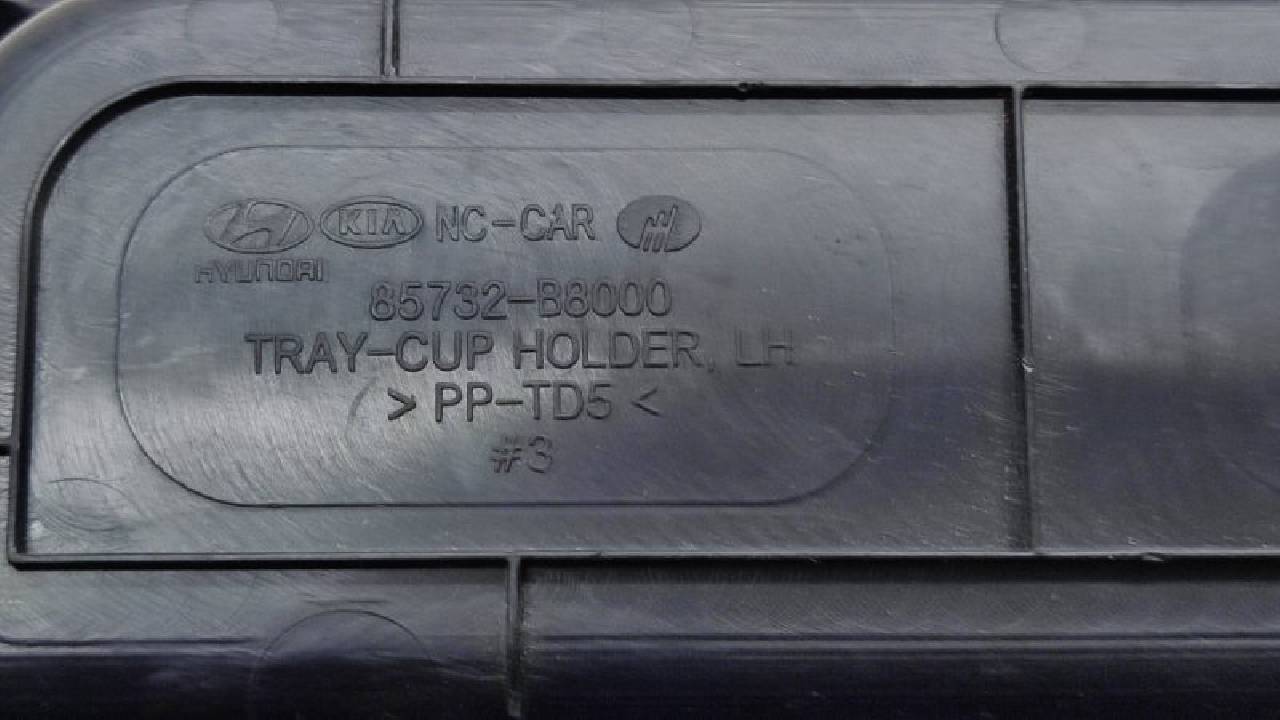 HYUNDAI KIA NC-CAR
85732-B8000
TRAY-CUP HOLDER, LH
> PP-TD5 <
#3